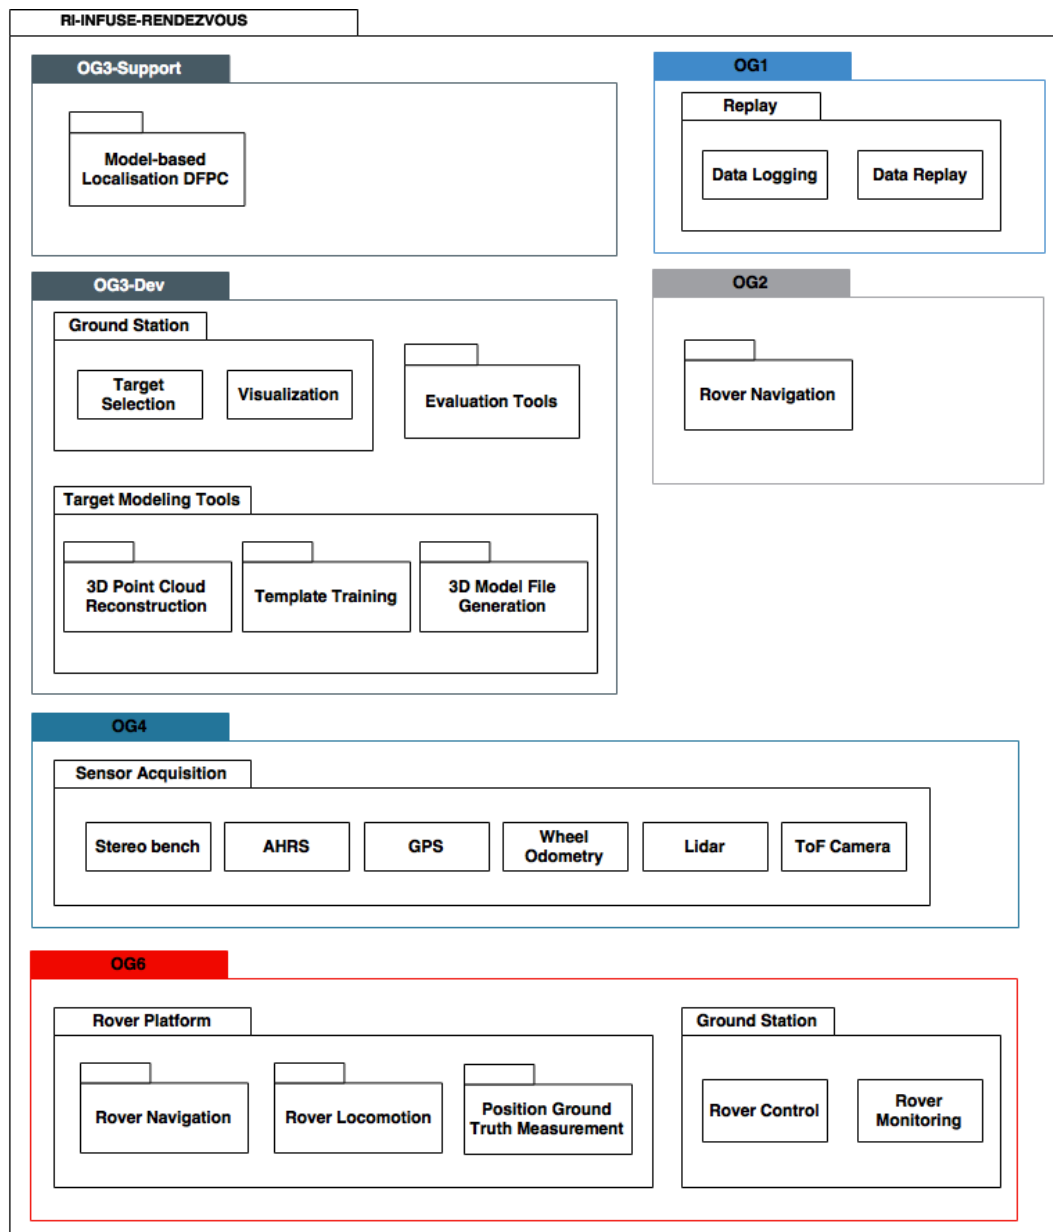 RI-INFUSE-RENDEZVOUS
OG3-Support
Model-based
Localisation DFPC
OG1
Replay
Data Logging
Data Replay
OG3-Dev
Ground Station
Target
Selection
Visualization
Evaluation Tools
Target Modeling Tools
3D Point Cloud
Reconstruction
Template Training
3D Model File
Generation
OG2
Rover Navigation
OG4
Sensor Acquisition
Stereo bench
AHRS
GPS
Wheel
Odometry
Lidar
ToF Camera
OG6
Rover Platform
Rover Navigation
Rover Locomotion
Position Ground
Truth Measurement
Ground Station
Rover Control
Rover
Monitoring